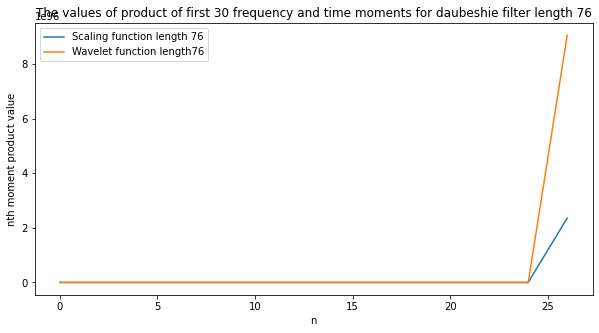 The values of product of first 30 frequency and time moments for daubeshie filter length 76
1e96
Scaling function length 76
Wavelet function length76
nth moment product value
8
6
4
2
0
0 5 10 15 20 25
n